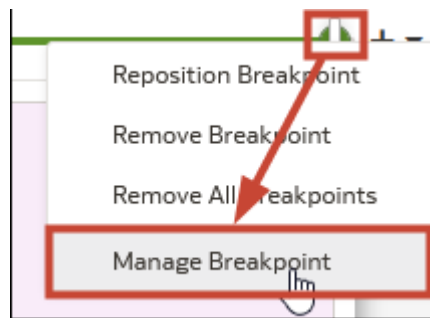 Reposition Breakpoint
Remove Breakpoint
Remove All Breakpoints
Manage Breakpoint